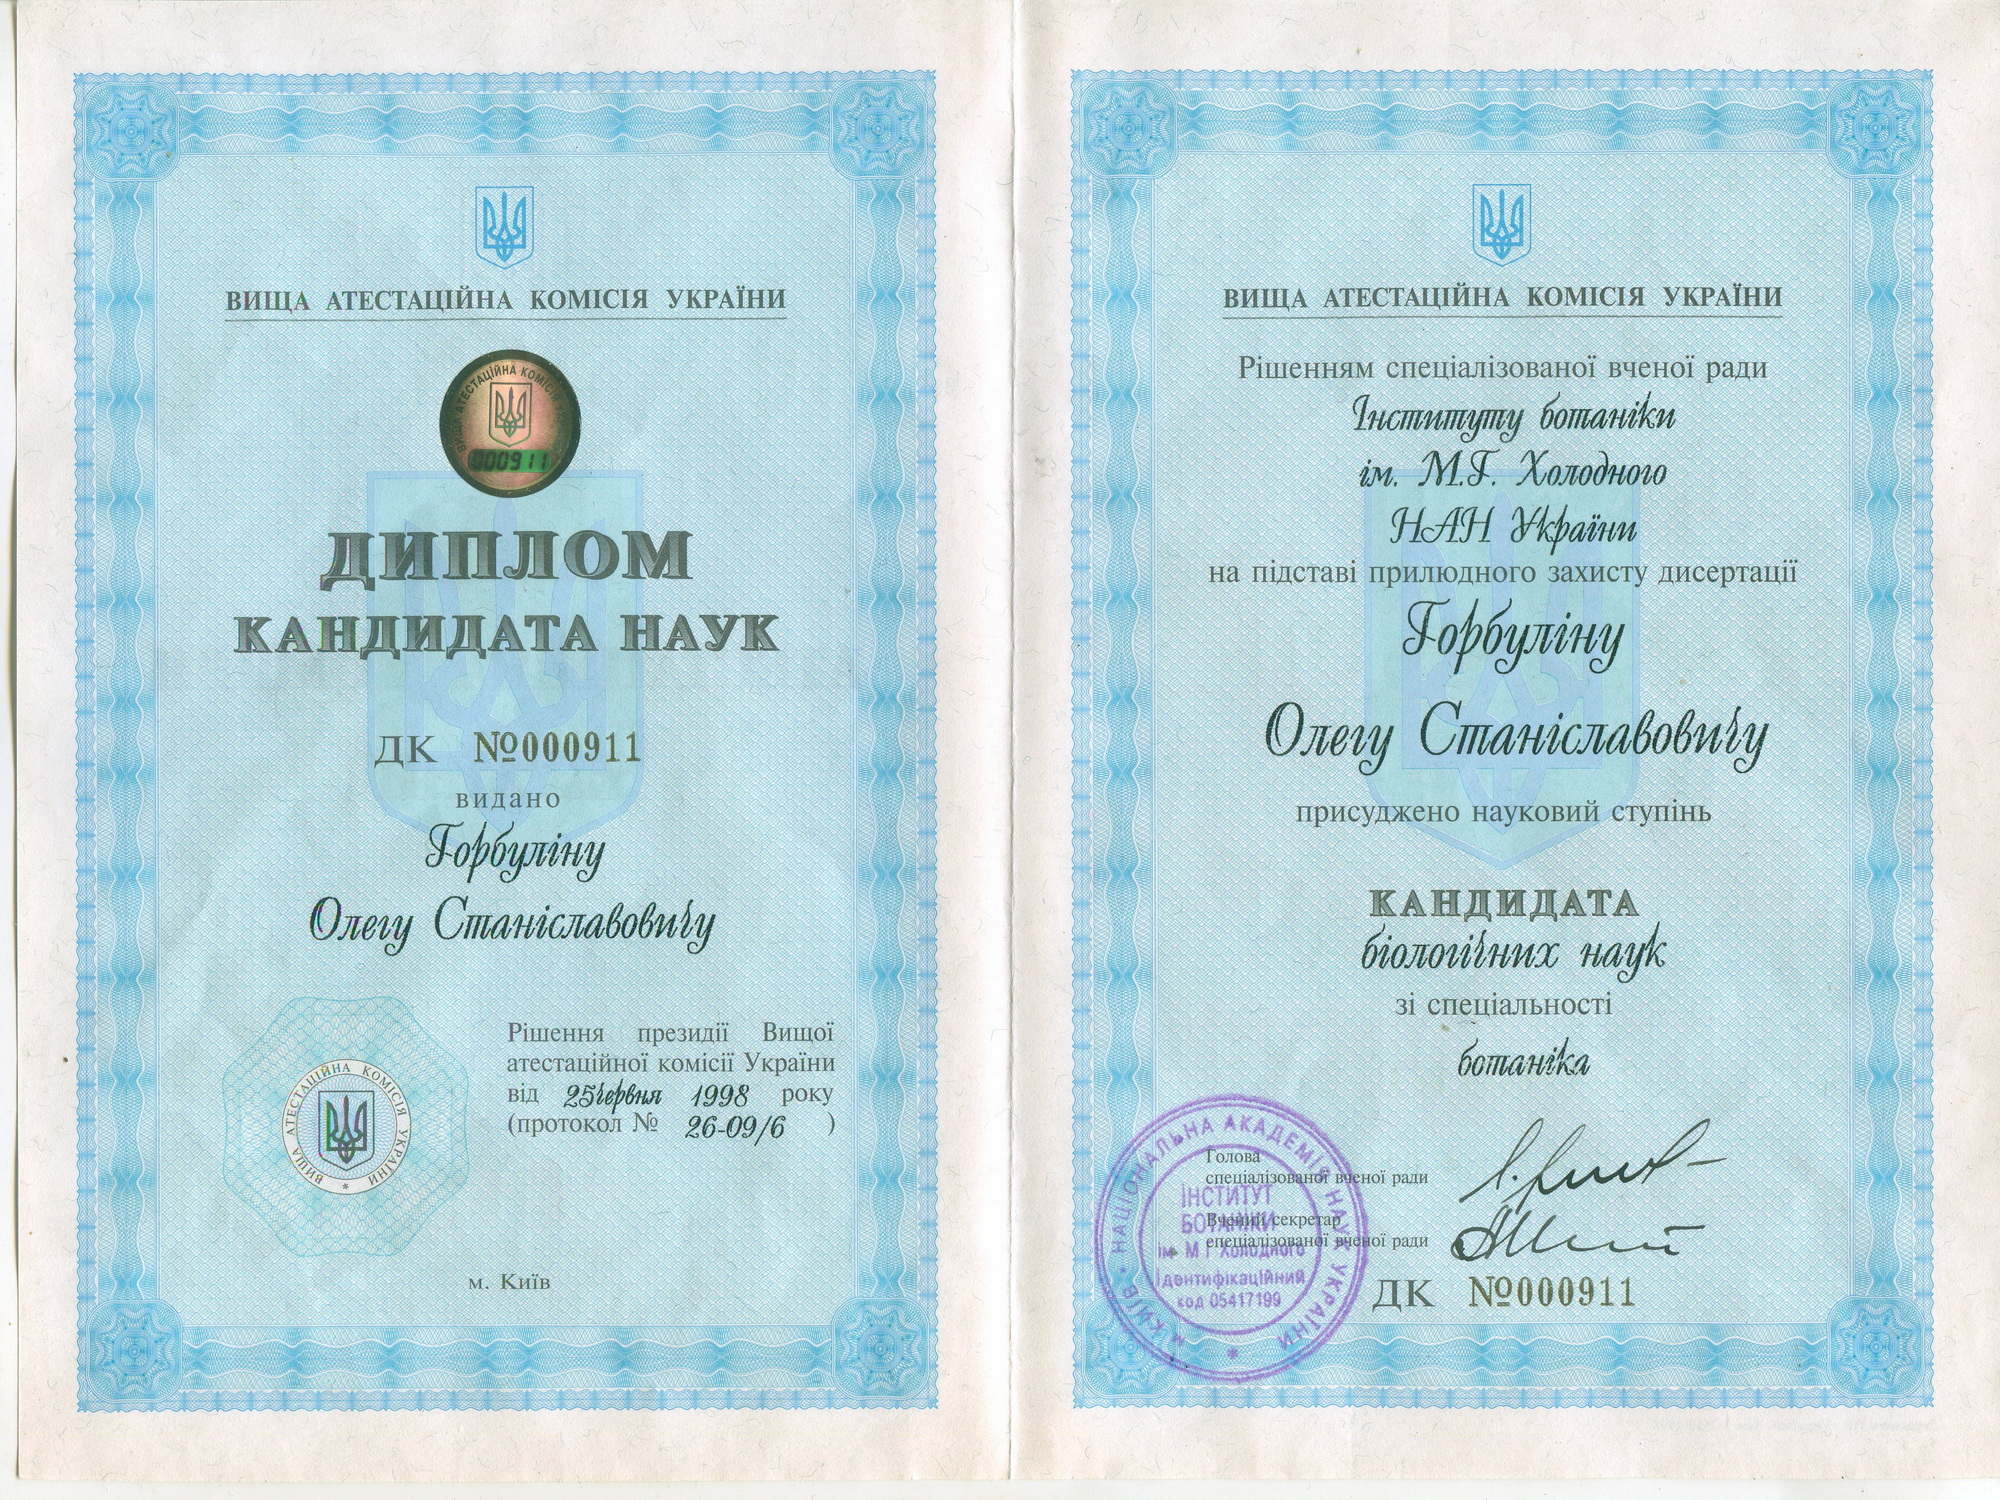 ВИЩА АТЕСТАЦІЙНА КОМІСІЯ УКРАЇНИ
ВИЩА АТЕСТАЦІЙНА КОМІСІЯ
000911
ДИПЛОМ
КАНДИДАТА НАУК
ДК №000911
видано
Горбуліну
Олегу Станіславовичу
ВИЩА АТЕСТАЦІЙНА КОМІСІЯ УКРАЇНИ *
Рішення президії Вищої
атестаційної комісії України
від 25 червня 1998 року
(протокол № 26-09/6 )
м. Київ
ВИЩА АТЕСТАЦІЙНА КОМІСІЯ УКРАЇНИ
Рішенням спеціалізованої вченої ради
Інституту ботаніки
ім. М.Г. Холодного
НАН України
на підставі прилюдного захисту дисертації
Горбуліну
Олегу Станіславовичу
присуджено науковий ступінь
КАНДИДАТА
біологічних наук
зі спеціальності
ботаніка
Голова
спеціалізованої вченої ради
Вчений секретар
спеціалізованої вченої ради
НАЦІОНАЛЬНА АКАДЕМІЯ НАУК УКРАЇНИ * м.КИЇВ
ІНСТИТУТ
БОТАНІКИ
ім. М Г Холодного
Ідентифікаційний
код 05417199
ДК №000911